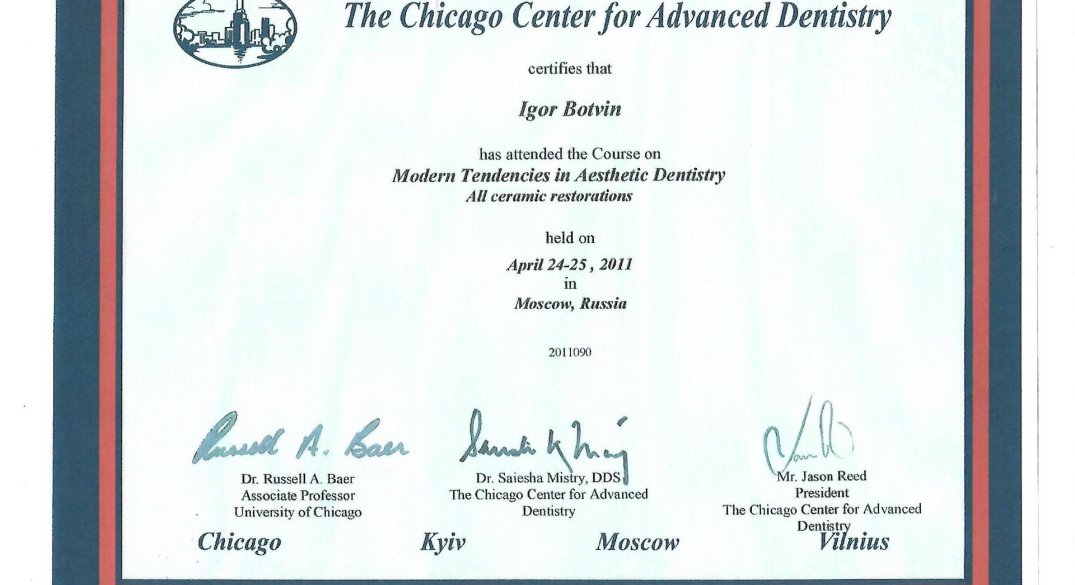 The Chicago Center for Advanced Dentistry
certifies that
Igor Botvin
has attended the Course on
Modern Tendencies in Aesthetic Dentistry
All ceramic restorations
held on
April 24-25 , 2011
in
Moscow, Russia
2011090
Russell A. Baer
Dr. Russell A. Baer
Associate Professor
University of Chicago
Dr. Saiesha Mistry, DDS
The Chicago Center for Advanced
Dentistry
Mr. Jason Reed
President
The Chicago Center for Advanced
Dentistry
Chicago Kyiv Moscow Vilnius